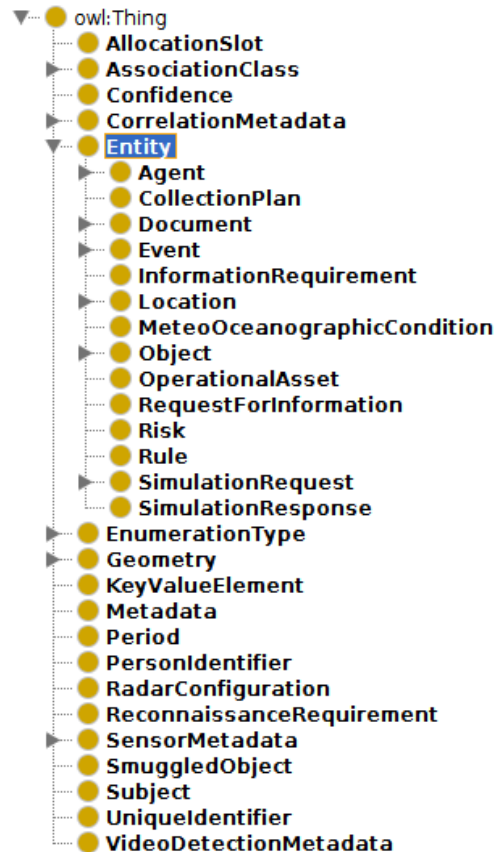 owl:Thing
AllocationSlot
AssociationClass
Confidence
CorrelationMetadata
Entity
Agent
CollectionPlan
Document
Event
InformationRequirement
Location
MeteoOceanographicCondition
Object
OperationalAsset
RequestForInformation
Risk
Rule
SimulationRequest
SimulationResponse
EnumerationType
Geometry
KeyValueElement
Metadata
Period
PersonIdentifier
RadarConfiguration
ReconnaissanceRequirement
SensorMetadata
SmuggledObject
Subject
UniqueIdentifier
VideoDetectionMetadata